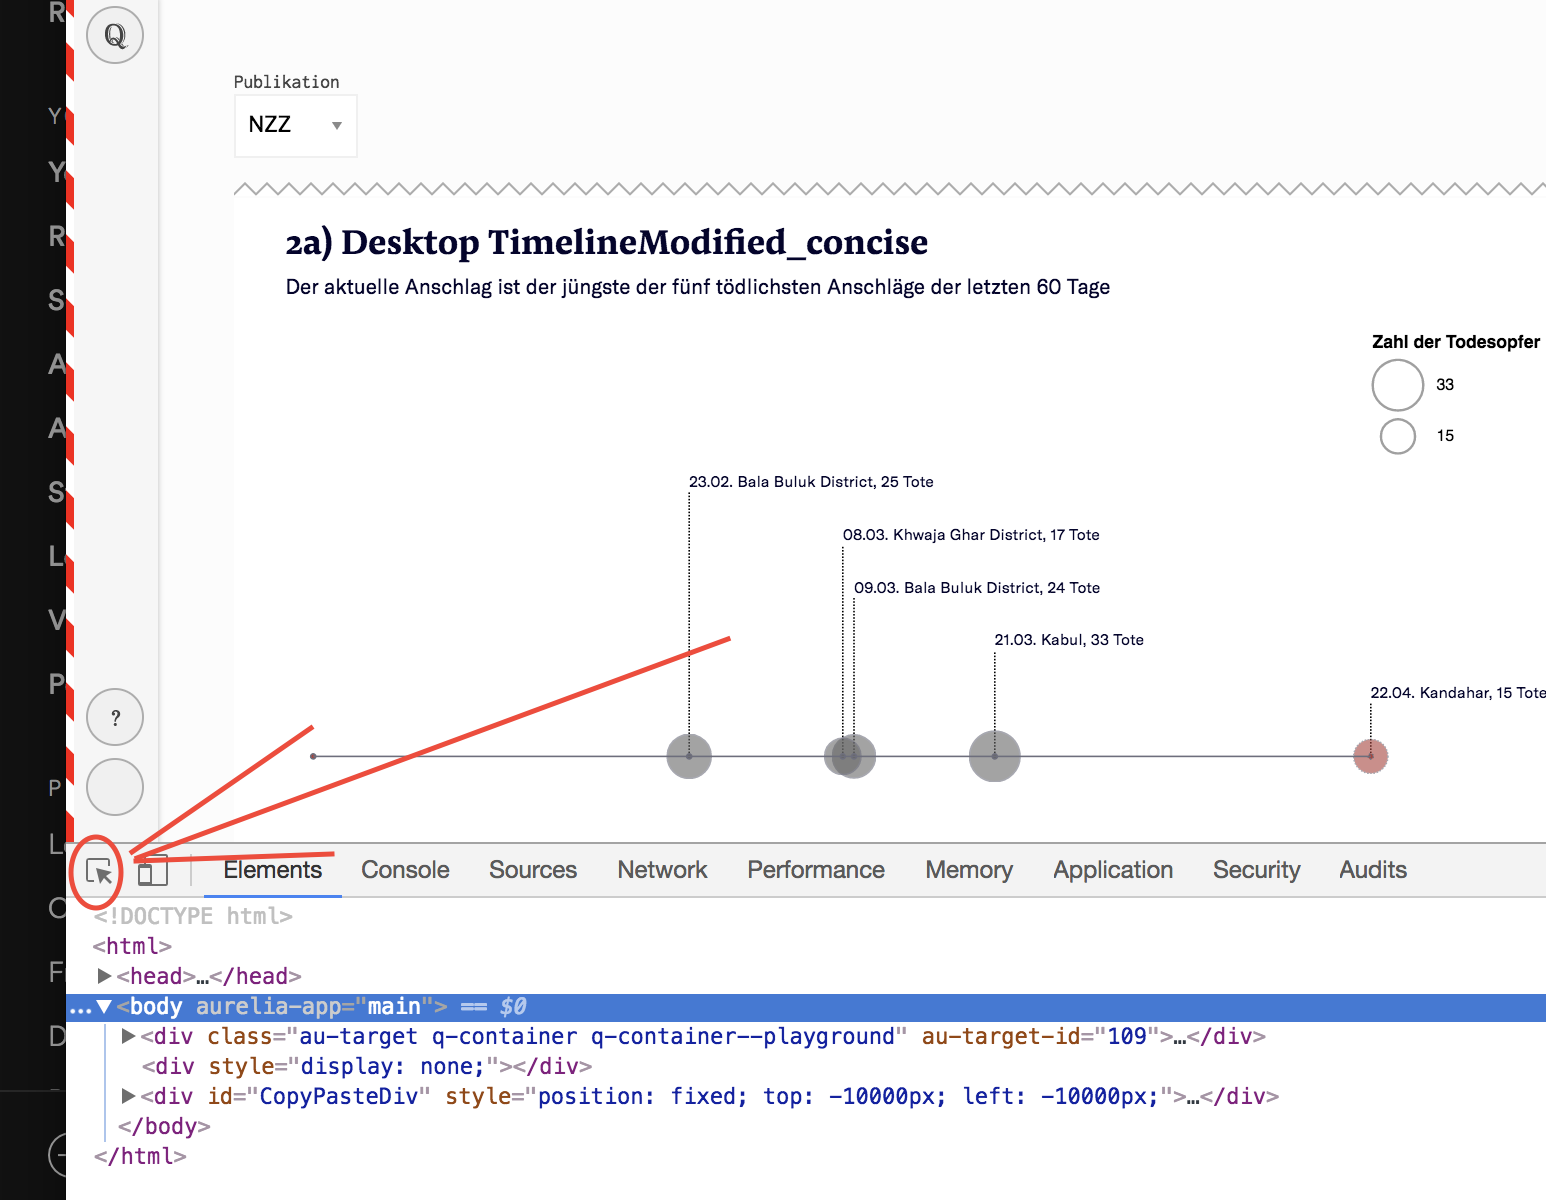 Q
Publikation
NZZ
2a) Desktop TimelineModified_concise
Der aktuelle Anschlag ist der jüngste der fünf tödlichsten Anschläge der letzten 60 Tage
Zahl der Todesopfer
33
15
23.02. Bala Buluk District, 25 Tote
08.03. Khwaja Ghar District, 17 Tote
09.03. Bala Buluk District, 24 Tote
21.03. Kabul, 33 Tote
22.04. Kandahar, 15 Tote
?
Elements Console Sources Network Performance Memory Application Security Audits
<!DOCTYPE html>
<html>
<head>…</head>
…<body aurelia-app="main"> == $0
<div class="au-target q-container q-container--playground" au-target-id="109">…</div>
<div style="display: none;"></div>
<div id="CopyPasteDiv" style="position: fixed; top: -10000px; left: -10000px;">…</div>
</body>
</html>